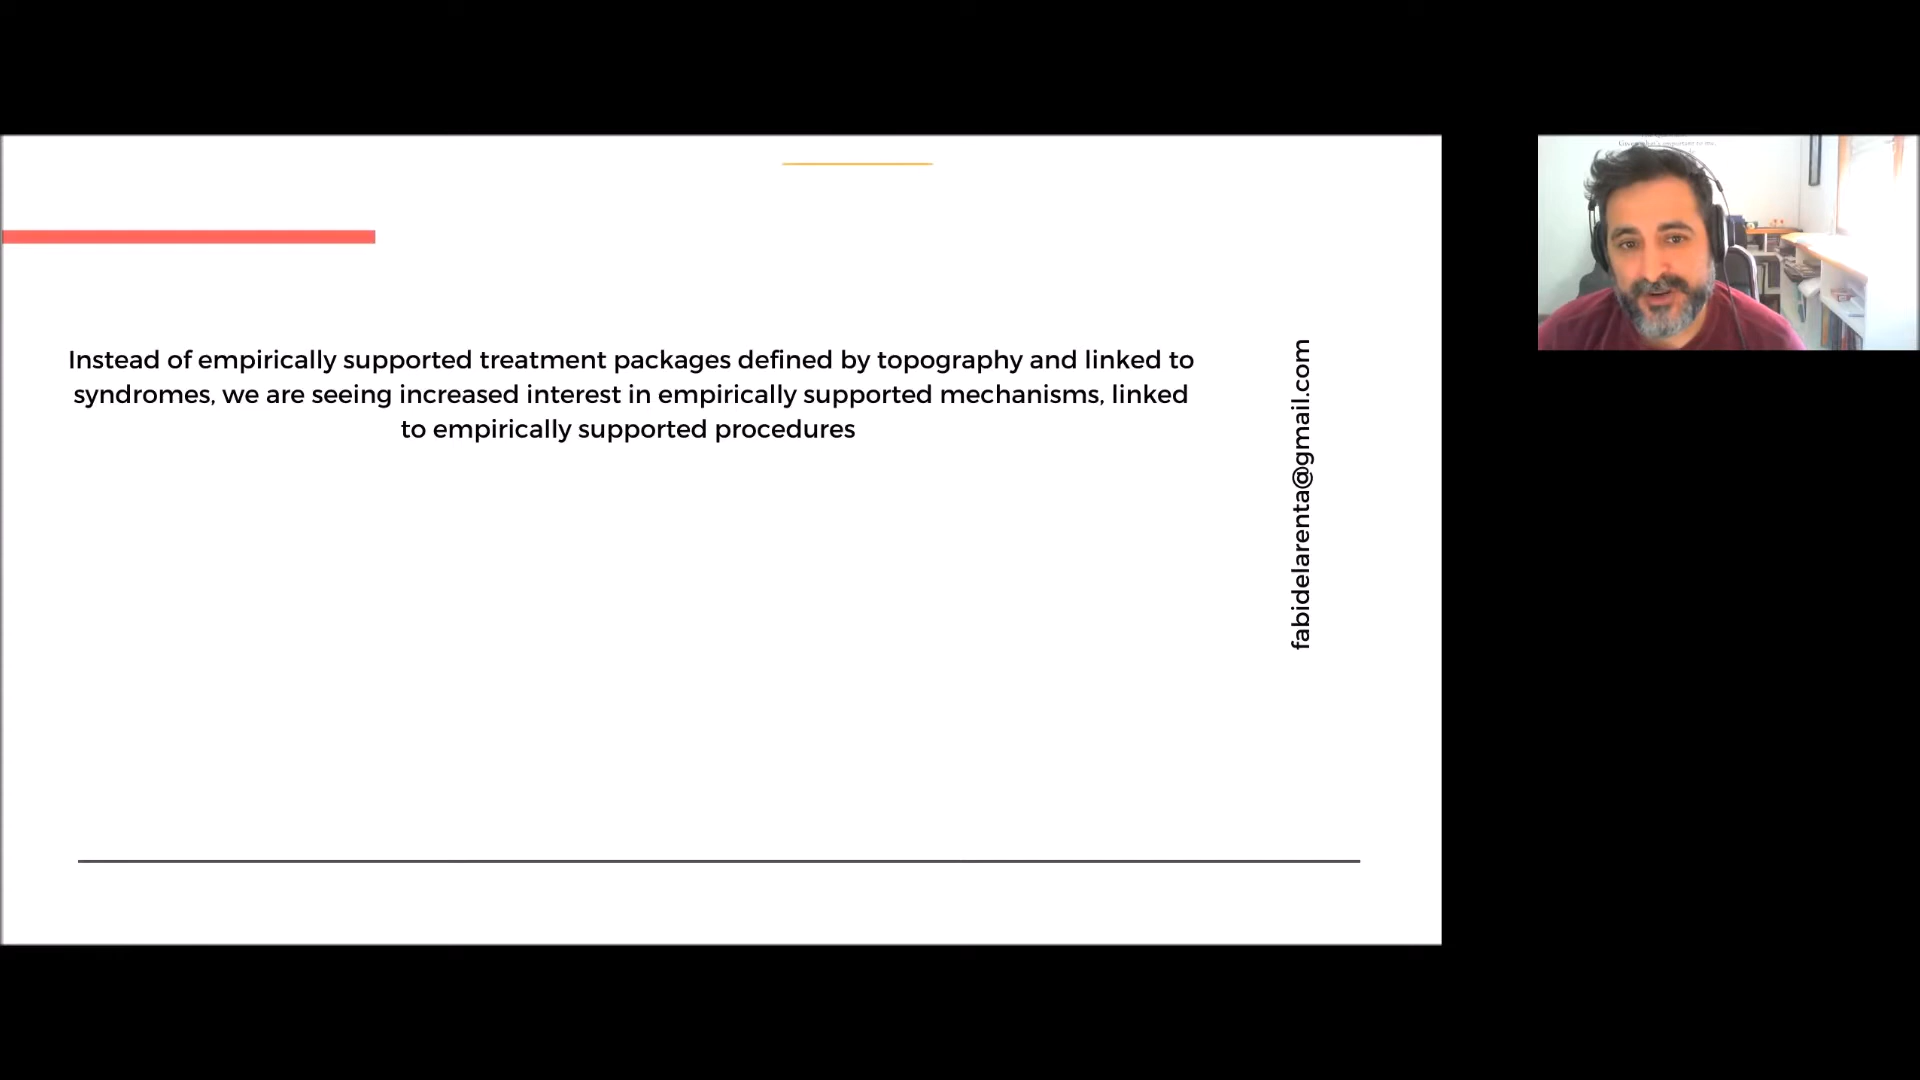 Instead of empirically supported treatment packages defined by topography and linked to
syndromes, we are seeing increased interest in empirically supported mechanisms, linked
to empirically supported procedures
fabidelarenta@gmail.com